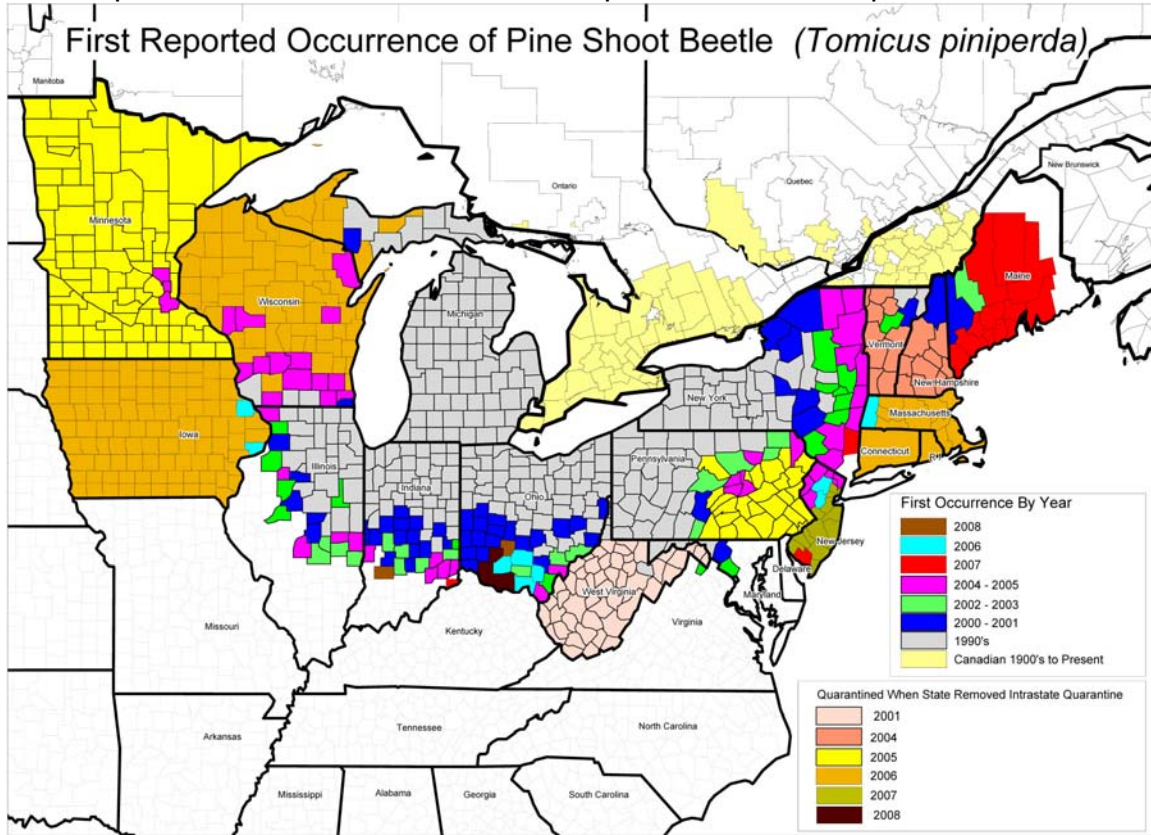 First Reported Occurrence of Pine Shoot Beetle (Tomicus piniperda)
Manitoba
Ontario
Quebec
New Brunswick
Minnesota
Wisconsin
Michigan
Maine
Vermont
New Hampshire
New York
Massachusetts
Connecticut
R.I.
Iowa
Illinois
Indiana
Ohio
Pennsylvania
New Jersey
Delaware
Maryland
West Virginia
Virginia
Missouri
Kentucky
Tennessee
North Carolina
Arkansas
Mississippi
Alabama
Georgia
South Carolina
First Occurrence By Year
2008
2006
2007
2004 - 2005
2002 - 2003
2000 - 2001
1990's
Canadian 1900's to Present
Quarantined When State Removed Intrastate Quarantine
2001
2004
2005
2006
2007
2008